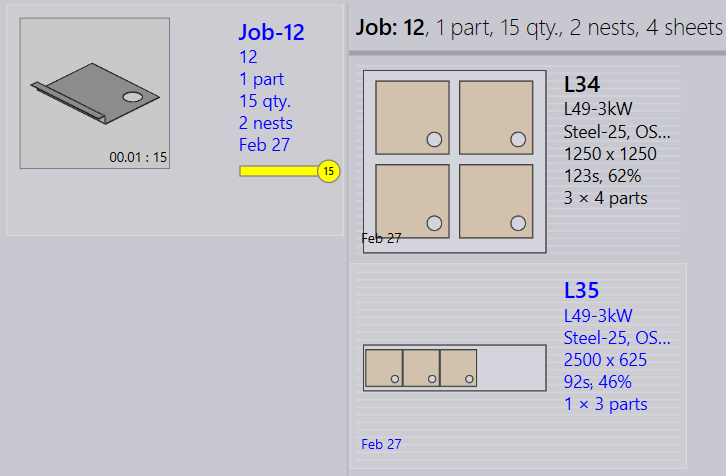 Job-12
12
1 part
15 qty.
2 nests
Feb 27
15
00.01 : 15
Job: 12, 1 part, 15 qty., 2 nests, 4 sheets
L34
L49-3kW
Steel-25, OS...
1250 x 1250
123s, 62%
3 × 4 parts
Feb 27
L35
L49-3kW
Steel-25, OS...
2500 x 625
92s, 46%
1 × 3 parts
Feb 27